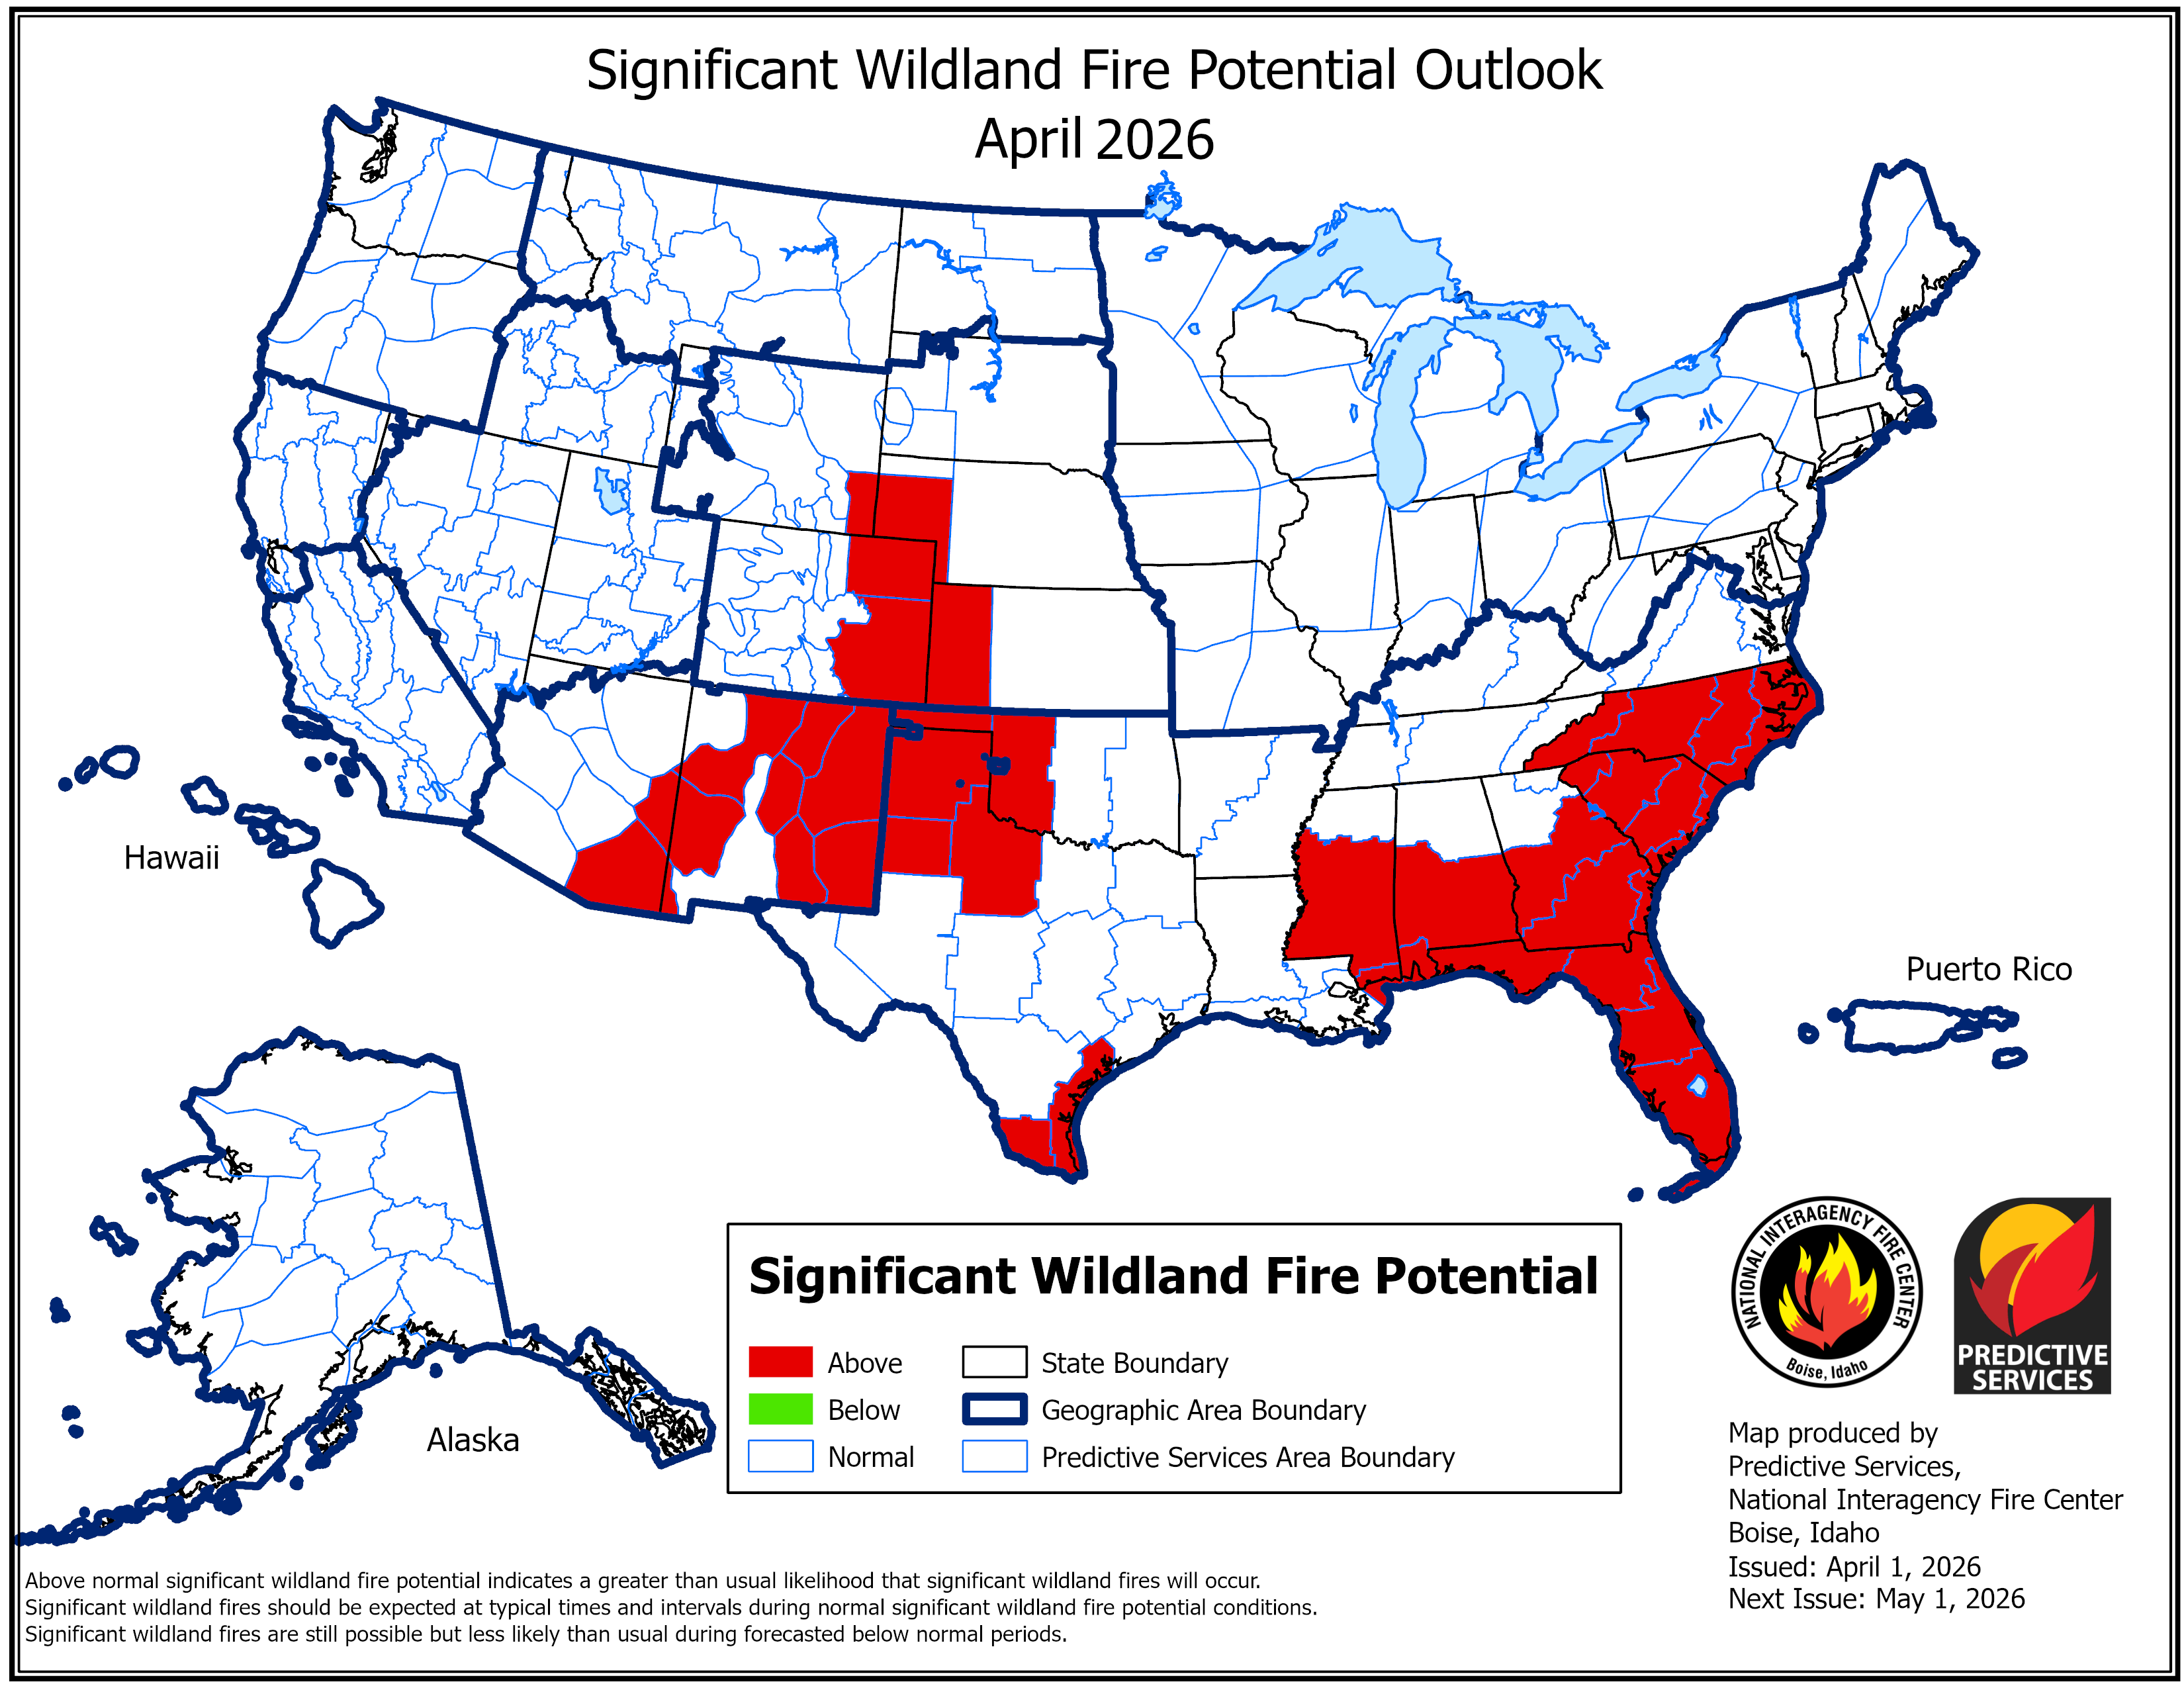 Significant Wildland Fire Potential Outlook
April 2026
Hawaii
Puerto Rico
Alaska
Significant Wildland Fire Potential
Above
Below
Normal
State Boundary
Geographic Area Boundary
Predictive Services Area Boundary
NATIONAL INTERAGENCY FIRE CENTER
Boise, Idaho
PREDICTIVE
SERVICES
Map produced by
Predictive Services,
National Interagency Fire Center
Boise, Idaho
Issued: April 1, 2026
Next Issue: May 1, 2026
Above normal significant wildland fire potential indicates a greater than usual likelihood that significant wildland fires will occur.
Significant wildland fires should be expected at typical times and intervals during normal significant wildland fire potential conditions.
Significant wildland fires are still possible but less likely than usual during forecasted below normal periods.